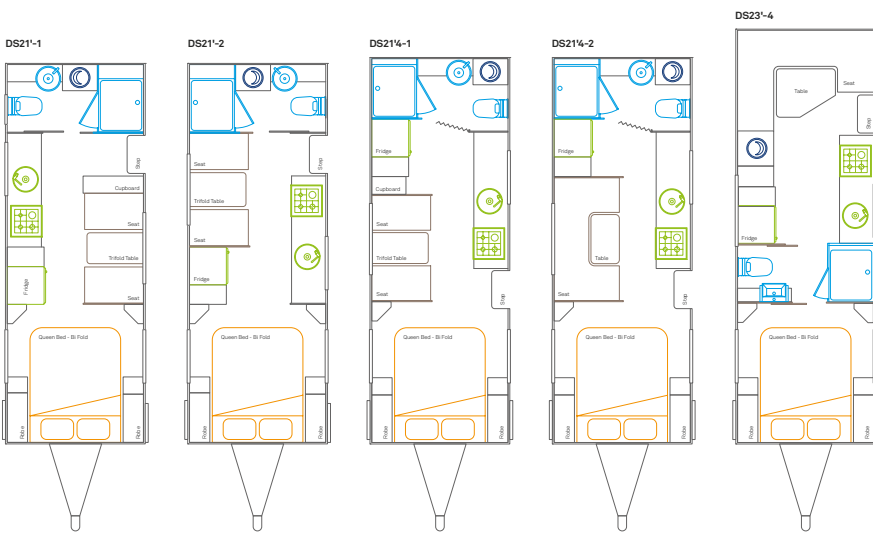 DS21'-1
Step
Cupboard
Seat
Trifold Table
Seat
Fridge
Queen Bed - Bi Fold
Robe
Robe
DS21'-2
Seat
Trifold Table
Seat
Fridge
Step
Queen Bed - Bi Fold
Robe
Robe
DS21'4-1
Fridge
Cupboard
Seat
Trifold Table
Seat
Step
Queen Bed - Bi Fold
Robe
Robe
DS21'4-2
Fridge
Table
Seat
Step
Queen Bed - Bi Fold
Robe
Robe
DS23'-4
Table
Seat
Step
Fridge
Queen Bed - Bi Fold
Robe
Robe